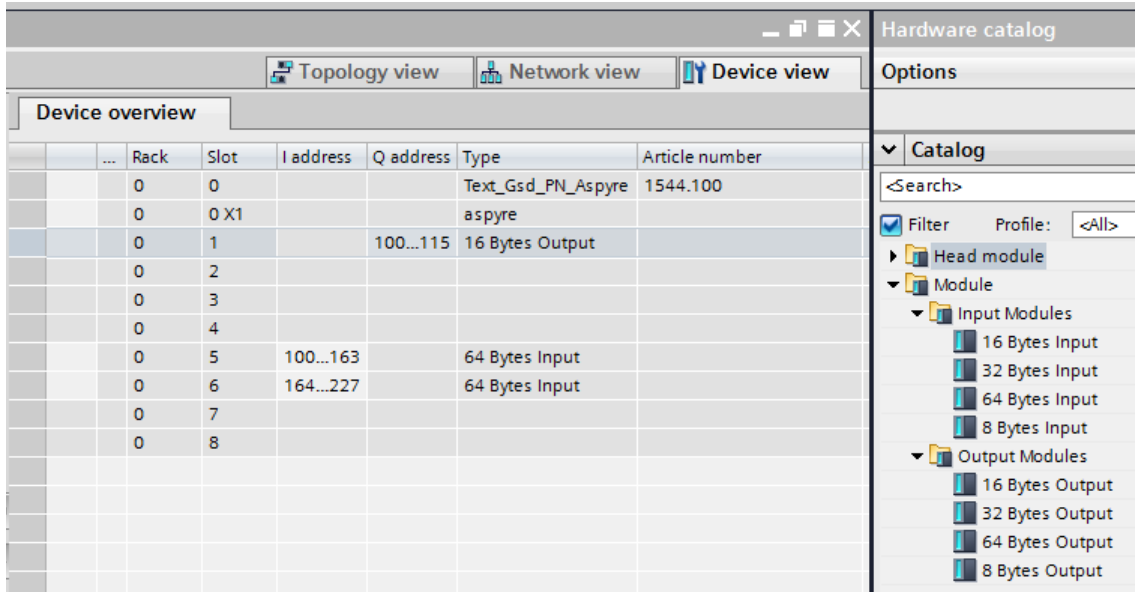 Hardware catalog
Topology view Network view Device view Options
Device overview
... Rack Slot I address Q address Type Article number Catalog
0 0 Text_Gsd_PN_Aspyre 1544.100 <Search>
0 0 X1 aspyre Filter Profile: <All>
0 1 100...115 16 Bytes Output Head module
0 2 Module
0 3 Input Modules
0 4 16 Bytes Input
0 5 100...163 64 Bytes Input 32 Bytes Input
0 6 164...227 64 Bytes Input 64 Bytes Input
0 7 8 Bytes Input
0 8 Output Modules
16 Bytes Output
32 Bytes Output
64 Bytes Output
8 Bytes Output